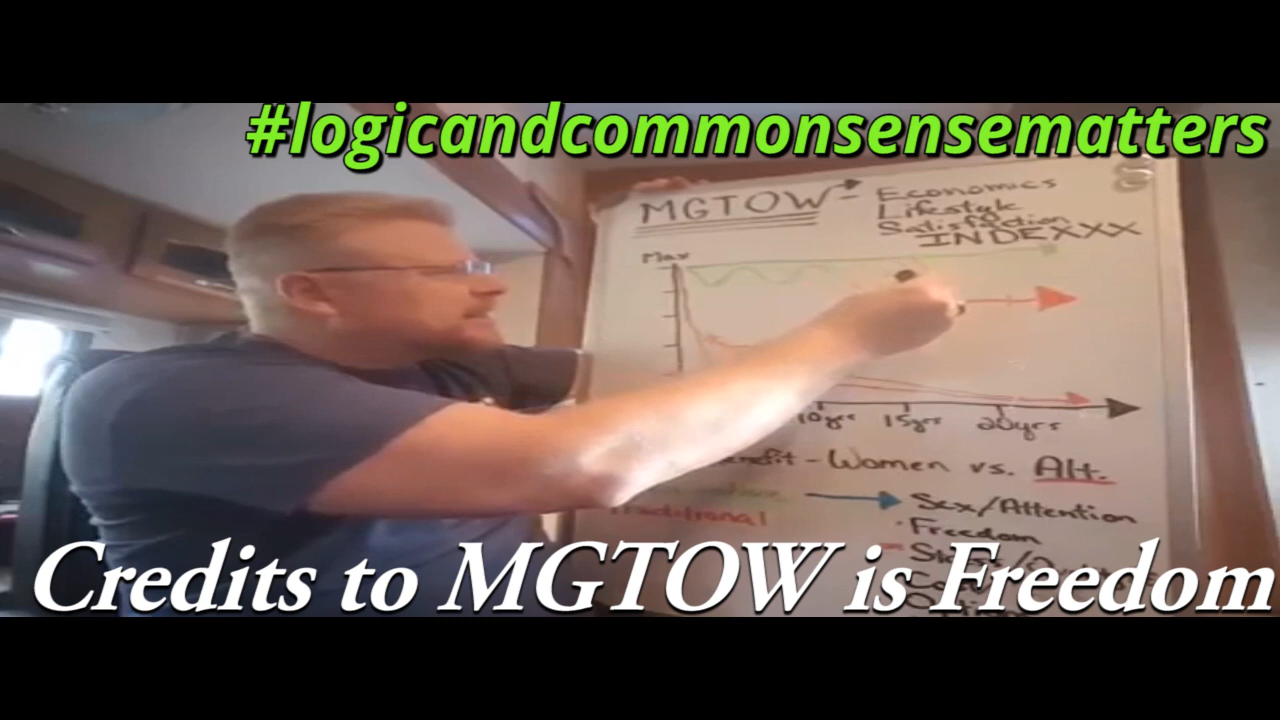 #logicandcommonsensematters
MGTOW
Economics
Lifestyle
Satisfaction
INDEXXX
Max
10yrs 15yrs 20yrs
Women vs. Alt.
Sex/Attention
Traditional
Freedom
Credits to MGTOW is Freedom